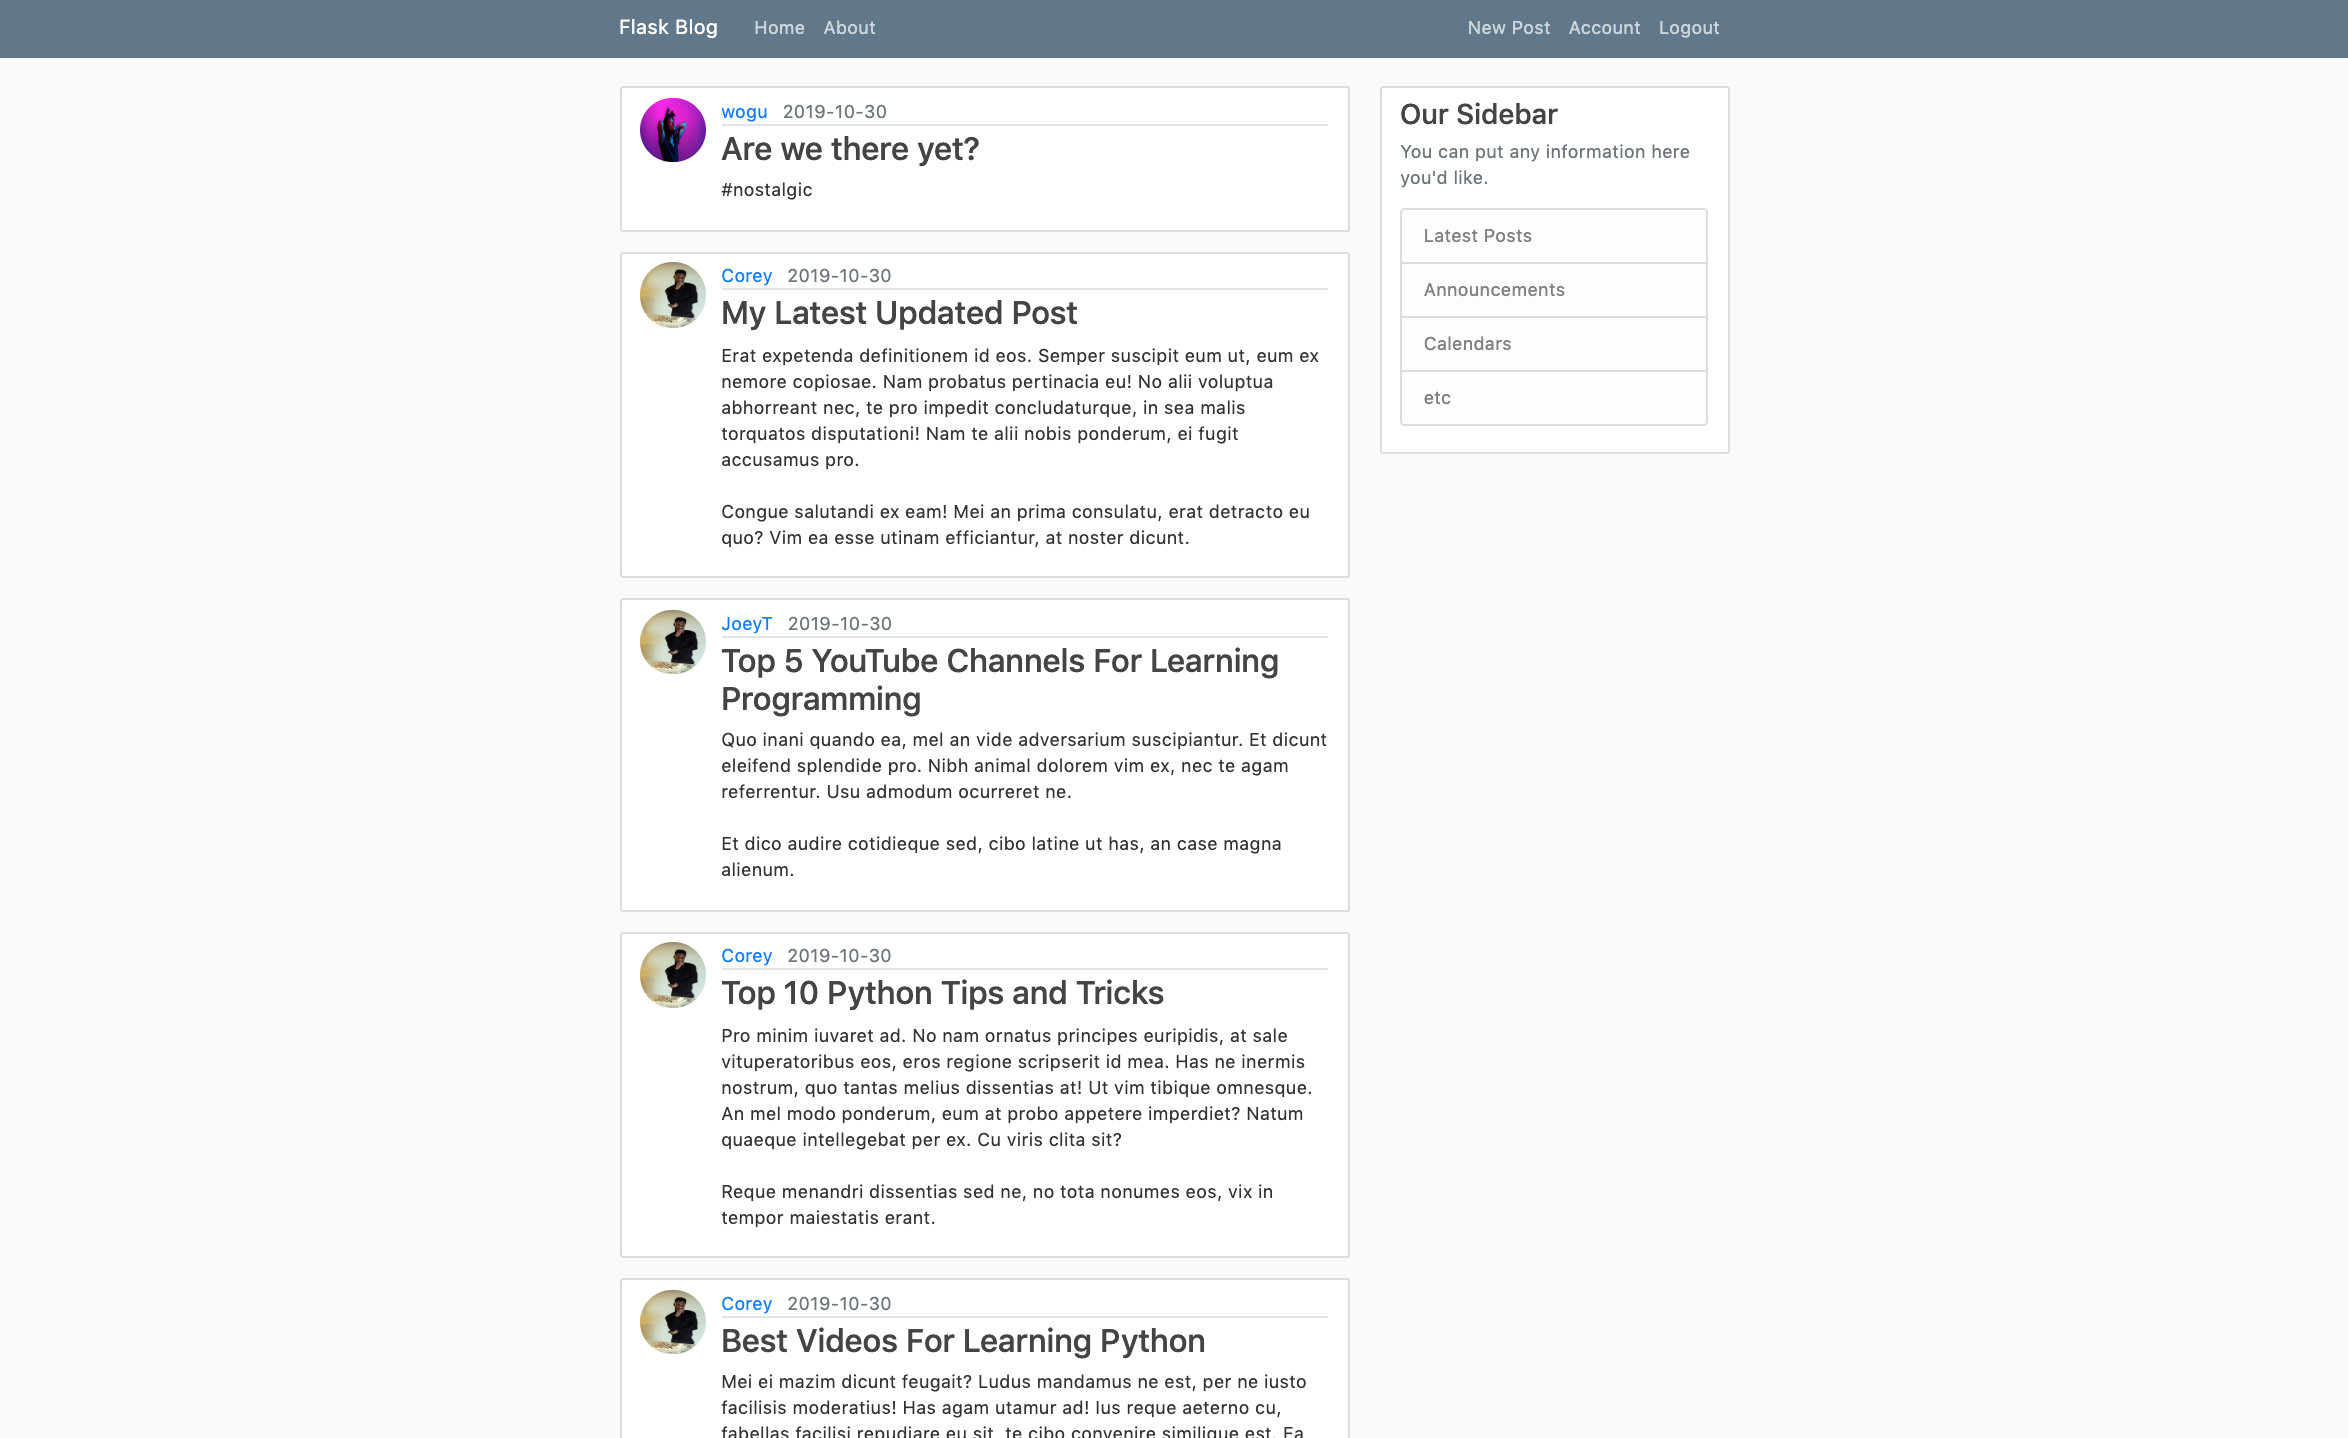 Flask Blog Home About New Post Account Logout
wogu 2019-10-30
Are we there yet?
#nostalgic
Corey 2019-10-30
My Latest Updated Post
Erat expetenda definitionem id eos. Semper suscipit eum ut, eum ex
nemore copiosae. Nam probatus pertinacia eu! No alii voluptua
abhorreant nec, te pro impedit concludaturque, in sea malis
torquatos disputationi! Nam te alii nobis ponderum, ei fugit
accusamus pro.
Congue salutandi ex eam! Mei an prima consulatu, erat detracto eu
quo? Vim ea esse utinam efficiantur, at noster dicunt.
JoeyT 2019-10-30
Top 5 YouTube Channels For Learning
Programming
Quo inani quando ea, mel an vide adversarium suscipiantur. Et dicunt
eleifend splendide pro. Nibh animal dolorem vim ex, nec te agam
referrentur. Usu admodum ocurreret ne.
Et dico audire cotidieque sed, cibo latine ut has, an case magna
alienum.
Corey 2019-10-30
Top 10 Python Tips and Tricks
Pro minim iuvaret ad. No nam ornatus principes euripidis, at sale
vituperatoribus eos, eros regione scripserit id mea. Has ne inermis
nostrum, quo tantas melius dissentias at! Ut vim tibique omnesque.
An mel modo ponderum, eum at probo appetere imperdiet? Natum
quaeque intellegebat per ex. Cu viris clita sit?
Reque menandri dissentias sed ne, no tota nonumes eos, vix in
tempor maiestatis erant.
Corey 2019-10-30
Best Videos For Learning Python
Mei ei mazim dicunt feugait? Ludus mandamus ne est, per ne iusto
facilisis moderatius! Has agam utamur ad! Ius reque aeterno cu,
fabellas facilisi repudiare eu sit, te cibo convenire similique est. Ea
Our Sidebar
You can put any information here
you'd like.
Latest Posts
Announcements
Calendars
etc